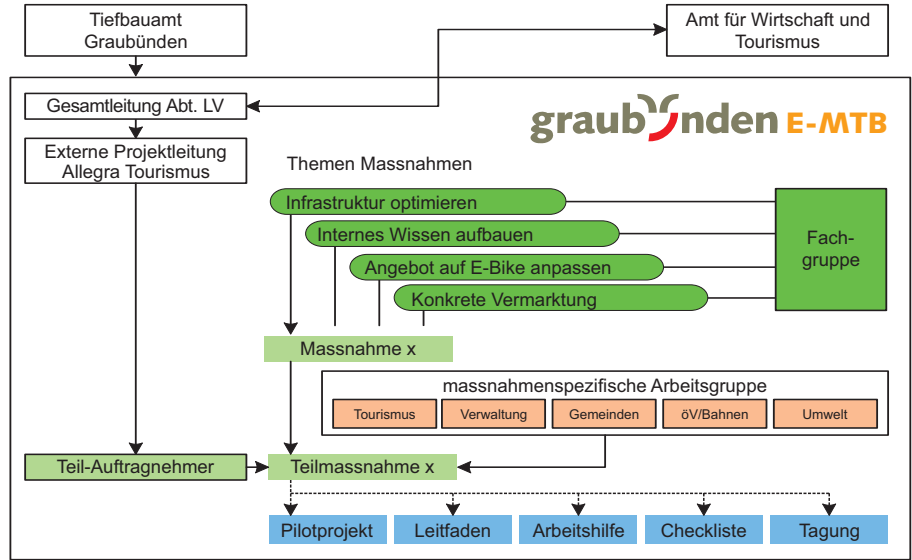 Tiefbauamt
Graubünden
Amt für Wirtschaft und
Tourismus
Gesamtleitung Abt. LV
graubünden E-MTB
Externe Projektleitung
Allegra Tourismus
Themen Massnahmen
Infrastruktur optimieren
Internes Wissen aufbauen
Angebot auf E-Bike anpassen
Konkrete Vermarktung
Fach-
gruppe
Massnahme x
massnahmenspezifische Arbeitsgruppe
Tourismus
Verwaltung
Gemeinden
öV/Bahnen
Umwelt
Teil-Auftragnehmer
Teilmassnahme x
Pilotprojekt
Leitfaden
Arbeitshilfe
Checkliste
Tagung